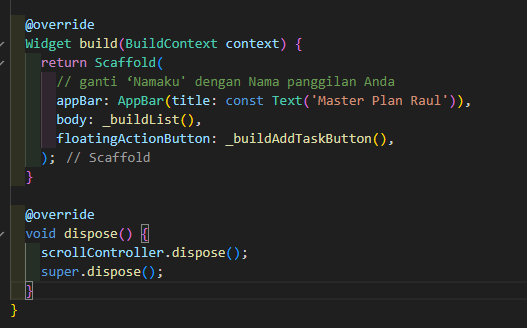 @override
Widget build(BuildContext context) {
return Scaffold(
// ganti ‘Namaku' dengan Nama panggilan Anda
appBar: AppBar(title: const Text('Master Plan Raul')),
body: _buildList(),
floatingActionButton: _buildAddTaskButton(),
); // Scaffold
}
@override
void dispose() {
scrollController.dispose();
super.dispose();
}
}